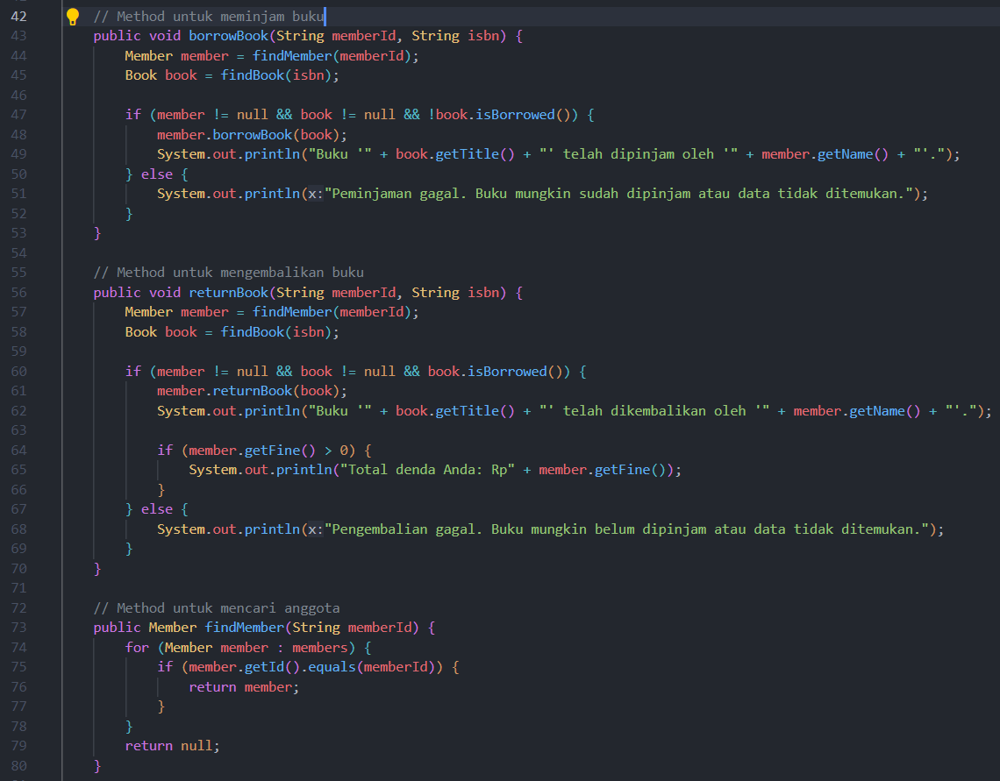 42 // Method untuk meminjam buku
43 public void borrowBook(String memberId, String isbn) {
44 Member member = findMember(memberId);
45 Book book = findBook(isbn);
46
47 if (member != null && book != null && !book.isBorrowed()) {
48 member.borrowBook(book);
49 System.out.println("Buku '" + book.getTitle() + "' telah dipinjam oleh '" + member.getName() + "'.");
50 } else {
51 System.out.println(x:"Peminjaman gagal. Buku mungkin sudah dipinjam atau data tidak ditemukan.");
52 }
53 }
54
55 // Method untuk mengembalikan buku
56 public void returnBook(String memberId, String isbn) {
57 Member member = findMember(memberId);
58 Book book = findBook(isbn);
59
60 if (member != null && book != null && book.isBorrowed()) {
61 member.returnBook(book);
62 System.out.println("Buku '" + book.getTitle() + "' telah dikembalikan oleh '" + member.getName() + "'.");
63
64 if (member.getFine() > 0) {
65 System.out.println("Total denda Anda: Rp" + member.getFine());
66 }
67 } else {
68 System.out.println(x:"Pengembalian gagal. Buku mungkin belum dipinjam atau data tidak ditemukan.");
69 }
70 }
71
72 // Method untuk mencari anggota
73 public Member findMember(String memberId) {
74 for (Member member : members) {
75 if (member.getId().equals(memberId)) {
76 return member;
77 }
78 }
79 return null;
80 }